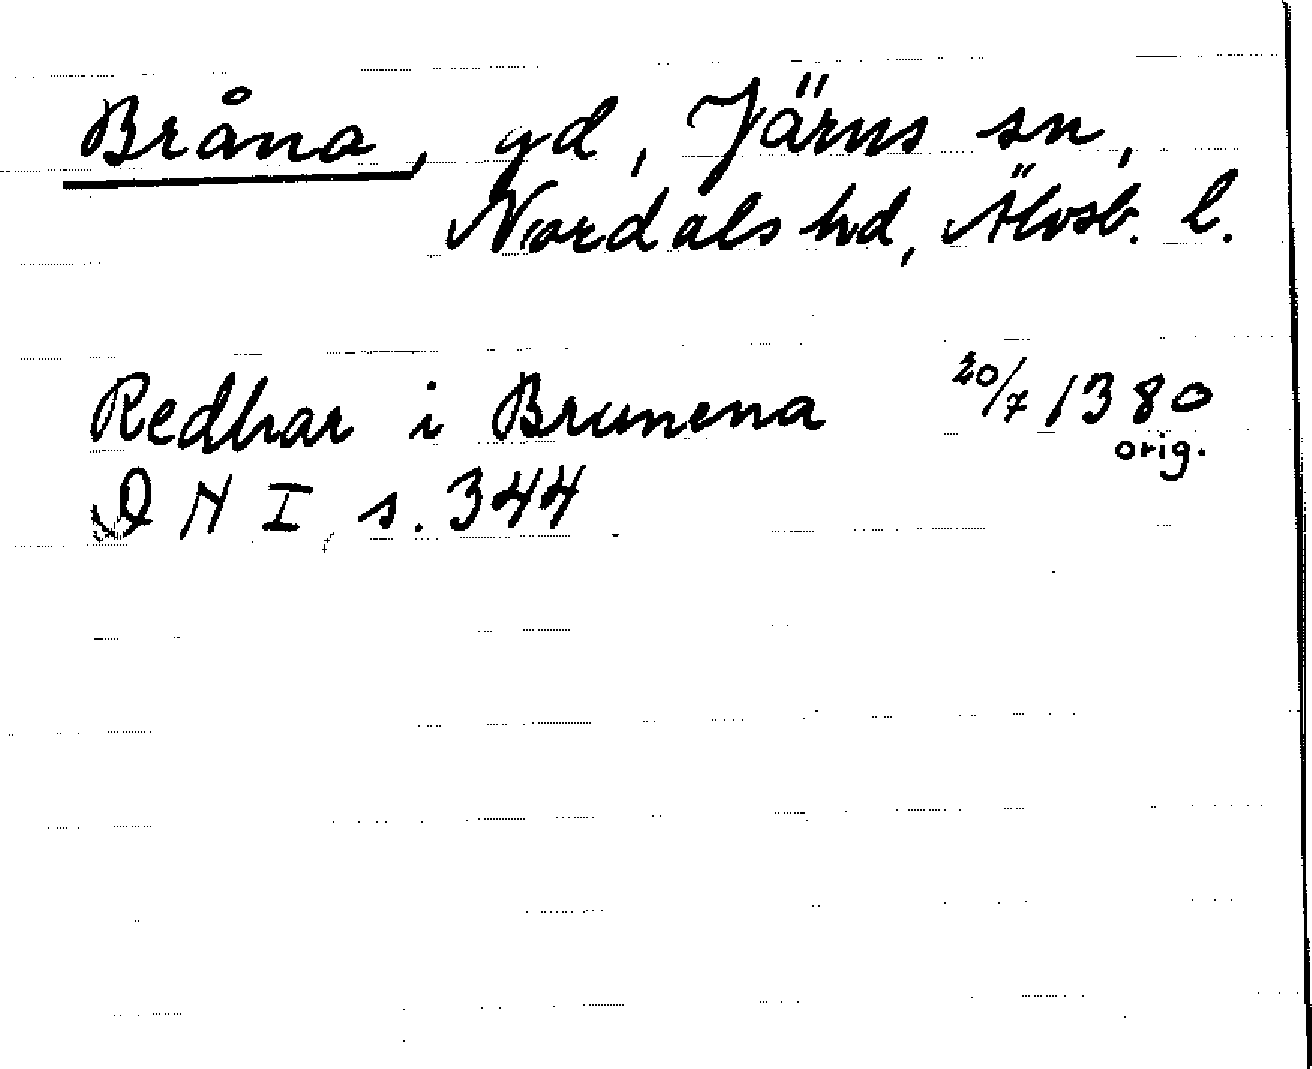 Bråna, gd, Järns sn,
Nordals hd, Älvsb. l.
Redhar i Brunena 20/7 1380
orig.
D N I, s. 344